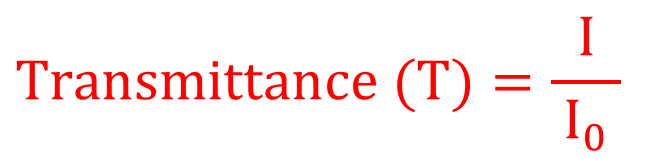 Transmittance (T) = I / I₀